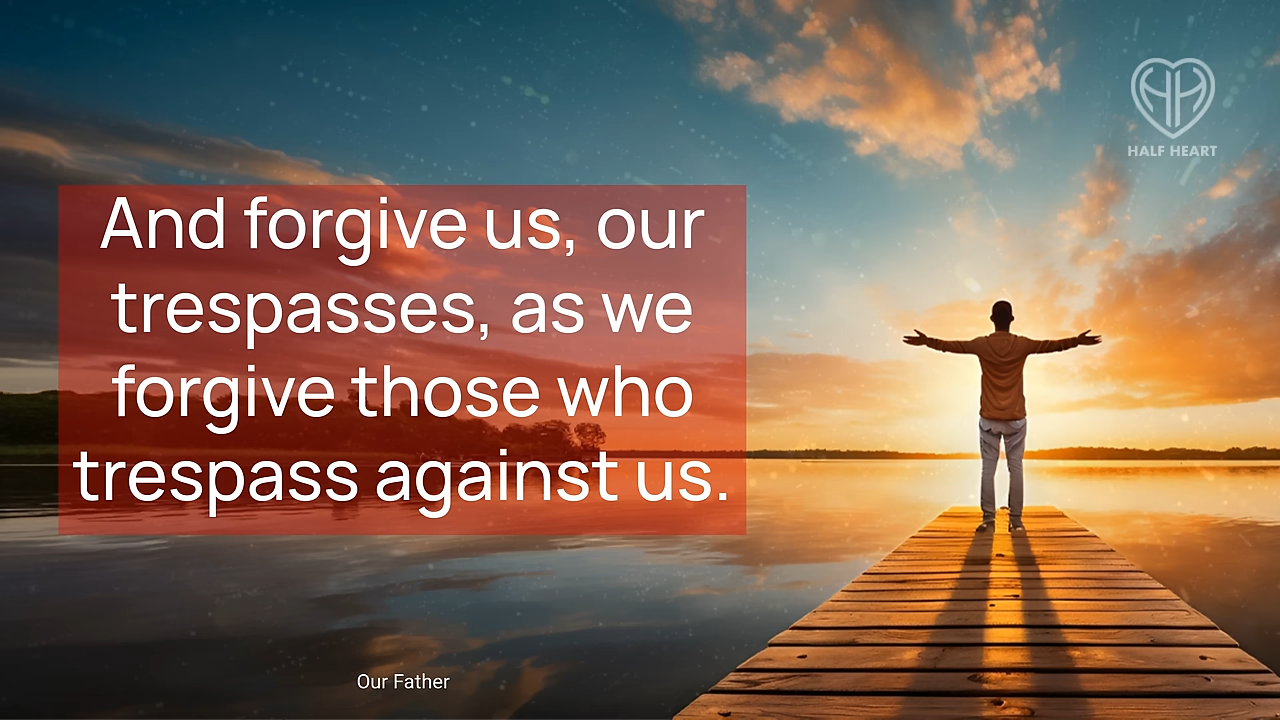 HALF HEART
And forgive us, our
trespasses, as we
forgive those who
trespass against us.
Our Father